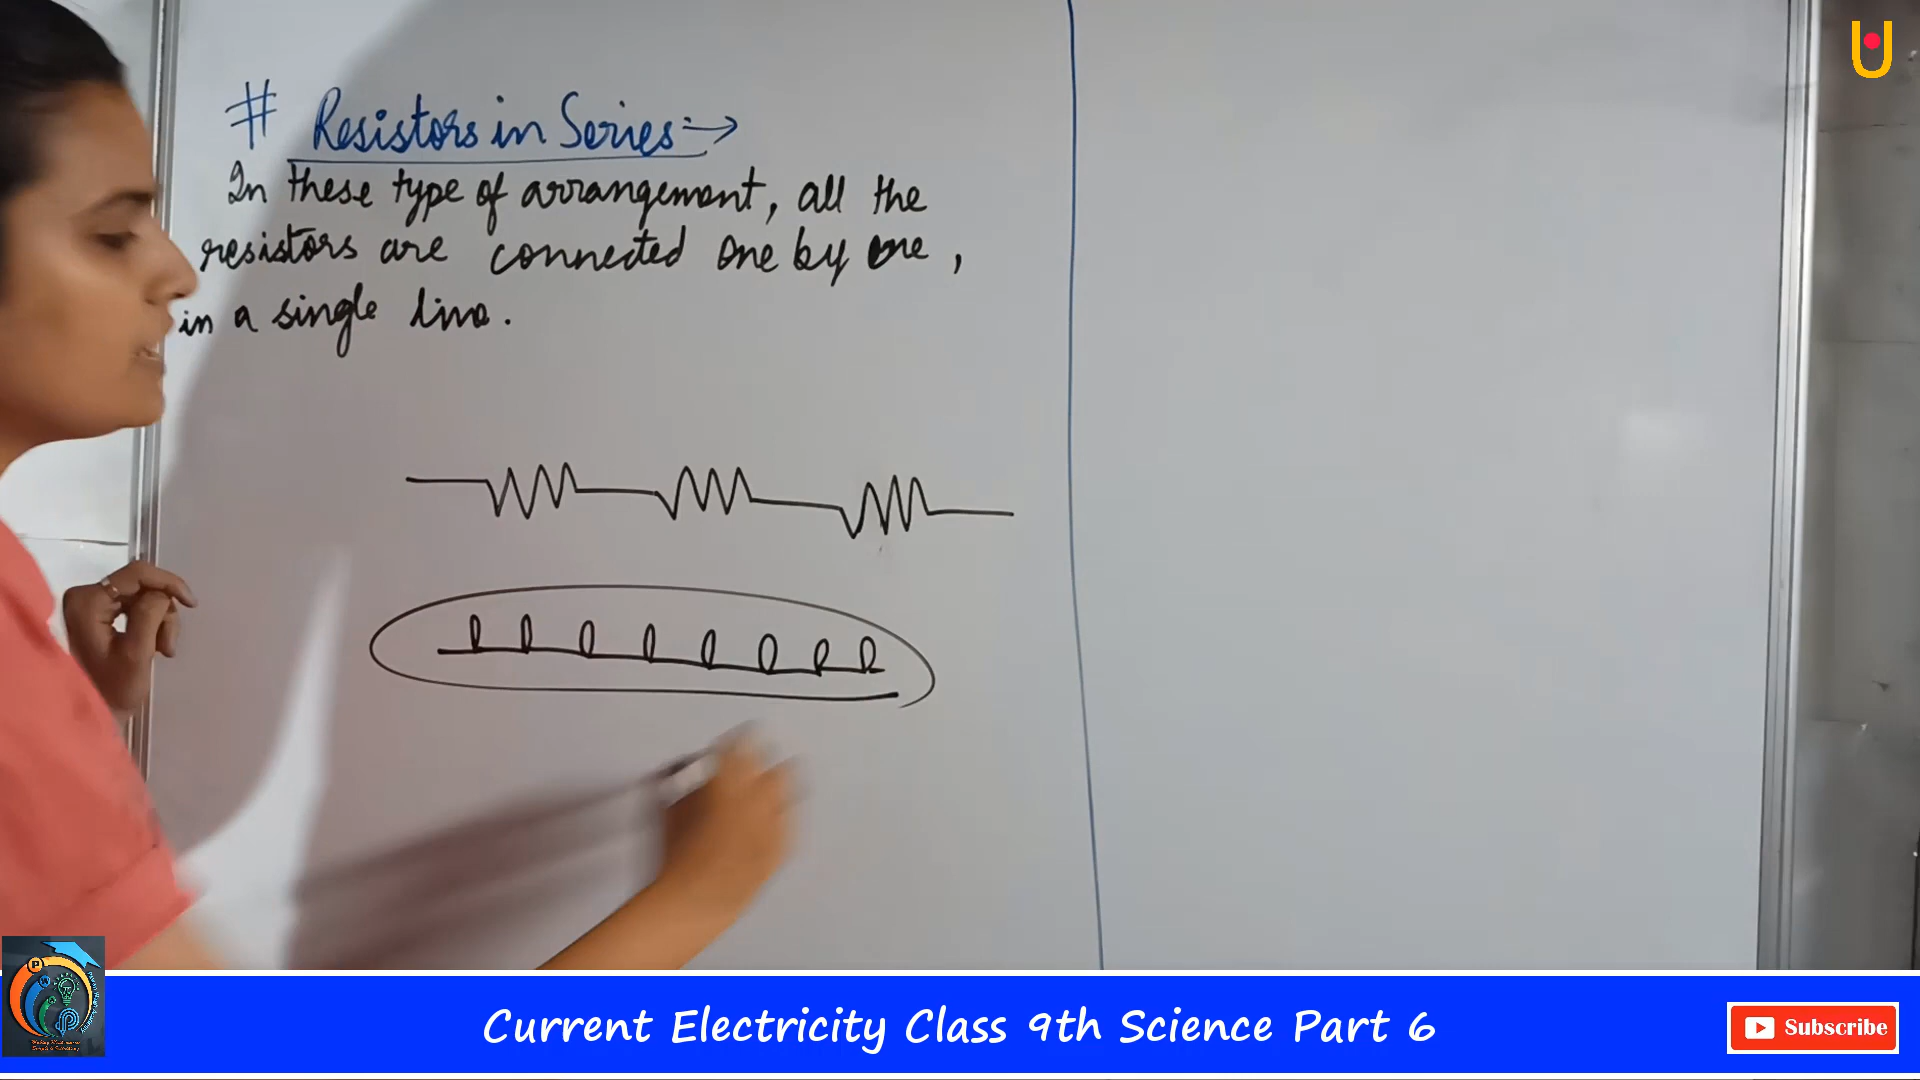 # Resistors in Series:→
In these type of arrangement, all the
resistors are connected one by one,
in a single line.
Current Electricity Class 9th Science Part 6
Subscribe